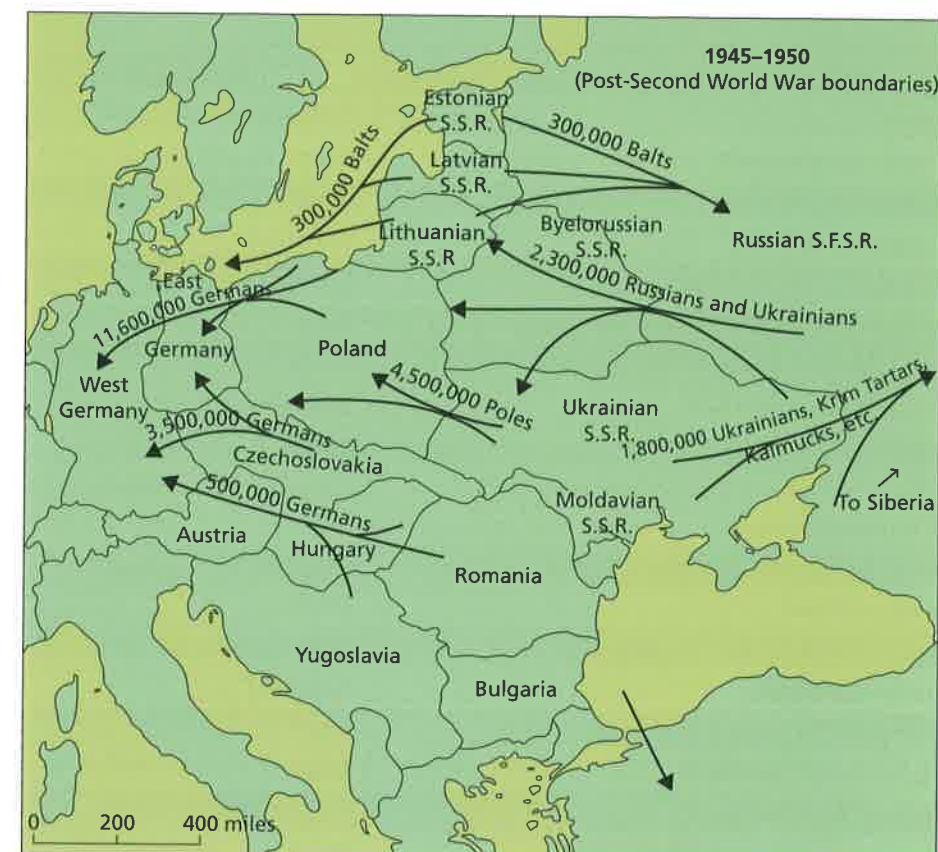 1945–1950
(Post-Second World War boundaries)
Estonian
S.S.R.
300,000 Balts
300,000 Balts
Latvian
S.S.R.
Lithuanian
S.S.R
Byelorussian
S.S.R.
Russian S.F.S.R.
2,300,000 Russians and Ukrainians
East
Germany
11,600,000 Germans
Poland
West
Germany
4,500,000 Poles
Ukrainian
S.S.R.
1,800,000 Ukrainians, Krim Tartars,
Kalmucks, etc.
To Siberia
3,500,000 Germans
Czechoslovakia
500,000 Germans
Moldavian
S.S.R.
Austria
Hungary
Romania
Yugoslavia
Bulgaria
0 200 400 miles